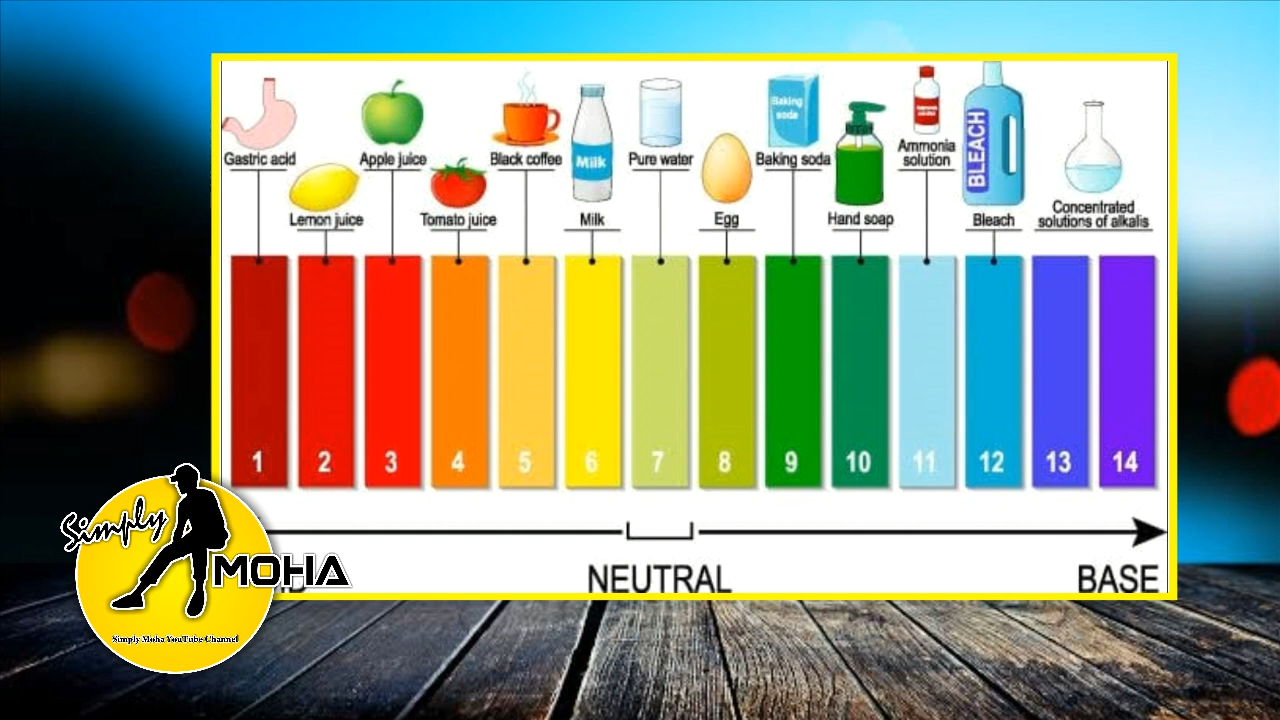 Gastric acid
Apple juice
Black coffee
Milk
Pure water
Baking
soda
Baking soda
Ammonia
solution
BLEACH
Lemon juice
Tomato juice
Milk
Egg
Hand soap
Bleach
Concentrated
solutions of alkalis
1 2 3 4 5 6 7 8 9 10 11 12 13 14
NEUTRAL
BASE
Simply
MOHA
Simply Moha YouTube Channel